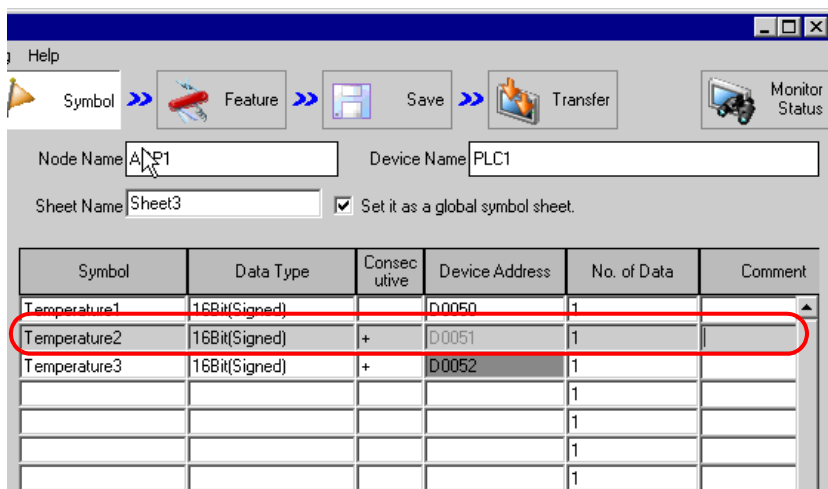 g Help
Symbol Feature Save Transfer Monitor Status
Node Name AGP1 Device Name PLC1
Sheet Name Sheet3 Set it as a global symbol sheet.
Symbol Data Type Consecutive Device Address No. of Data Comment
Temperature1 16Bit(Signed) D0050 1
Temperature2 16Bit(Signed) + D0051 1
Temperature3 16Bit(Signed) + D0052 1
1
1
1
1